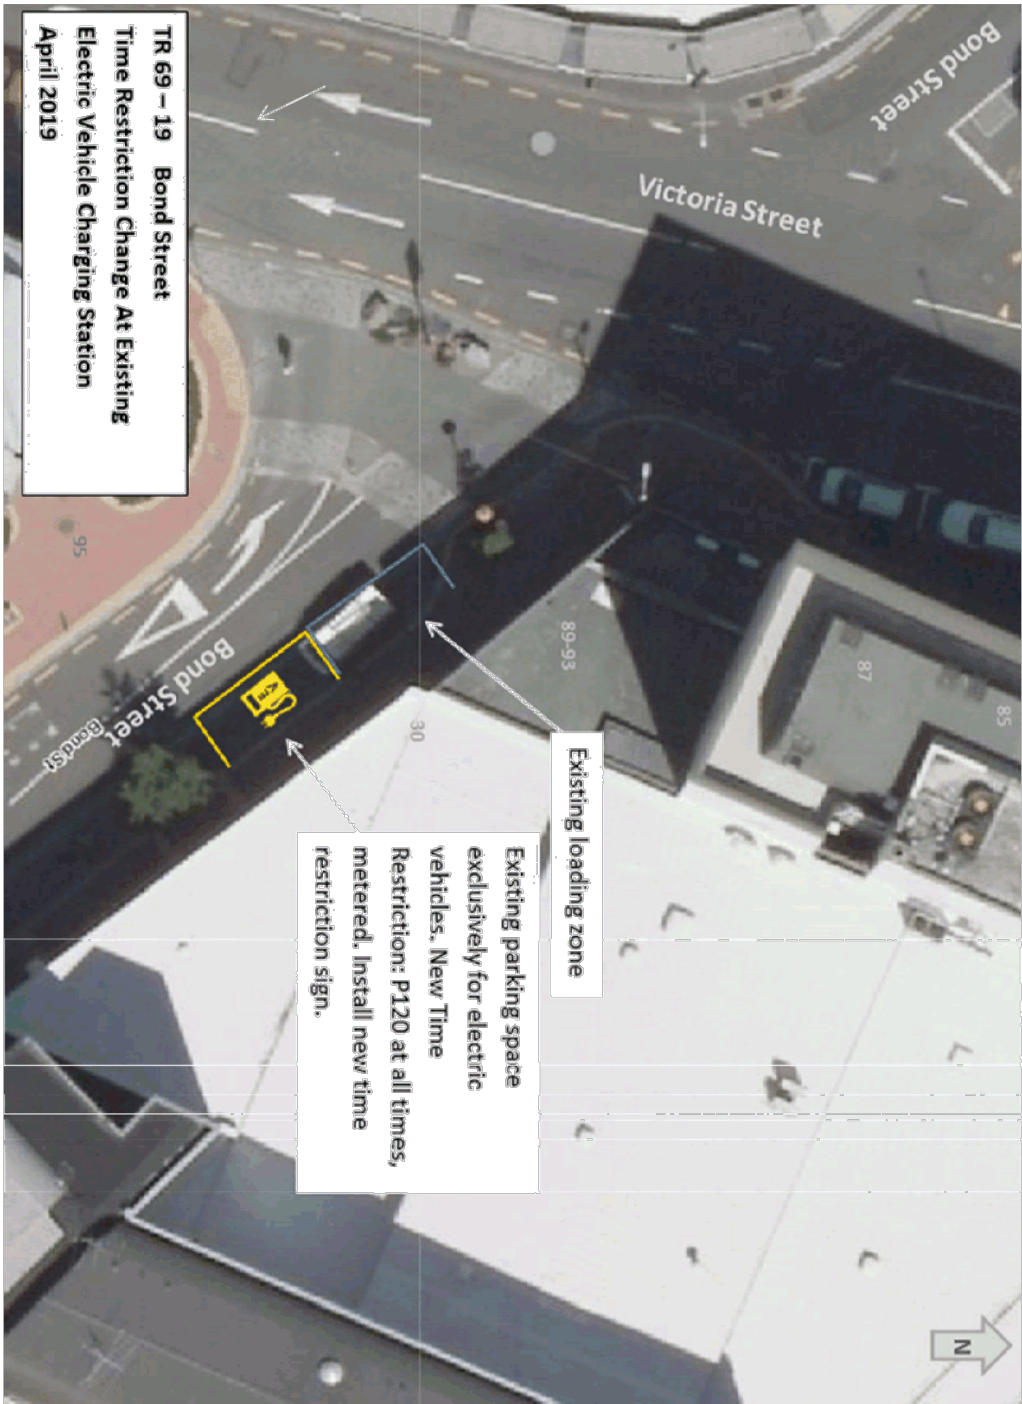 TR 69 – 19 Bond Street
Time Restriction Change At Existing
Electric Vehicle Charging Station
April 2019
Bond Street
Victoria Street
95
Bond Street
Bond St
30
89-93
87
85
Existing loading zone
Existing parking space
exclusively for electric
vehicles. New Time
Restriction: P120 at all times,
metered. Install new time
restriction sign.
N